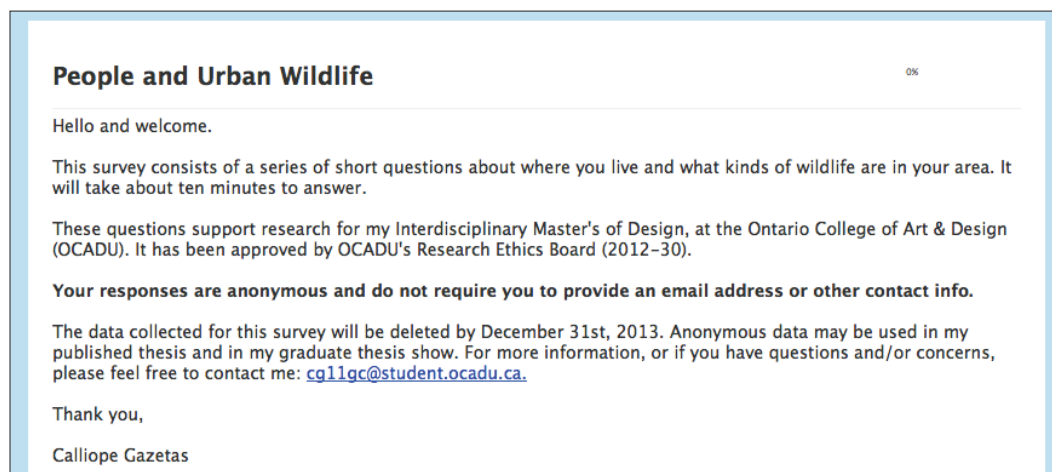 People and Urban Wildlife
0%
Hello and welcome.
This survey consists of a series of short questions about where you live and what kinds of wildlife are in your area. It
will take about ten minutes to answer.
These questions support research for my Interdisciplinary Master's of Design, at the Ontario College of Art & Design
(OCADU). It has been approved by OCADU's Research Ethics Board (2012-30).
Your responses are anonymous and do not require you to provide an email address or other contact info.
The data collected for this survey will be deleted by December 31st, 2013. Anonymous data may be used in my
published thesis and in my graduate thesis show. For more information, or if you have questions and/or concerns,
please feel free to contact me: cg11gc@student.ocadu.ca.
Thank you,
Calliope Gazetas